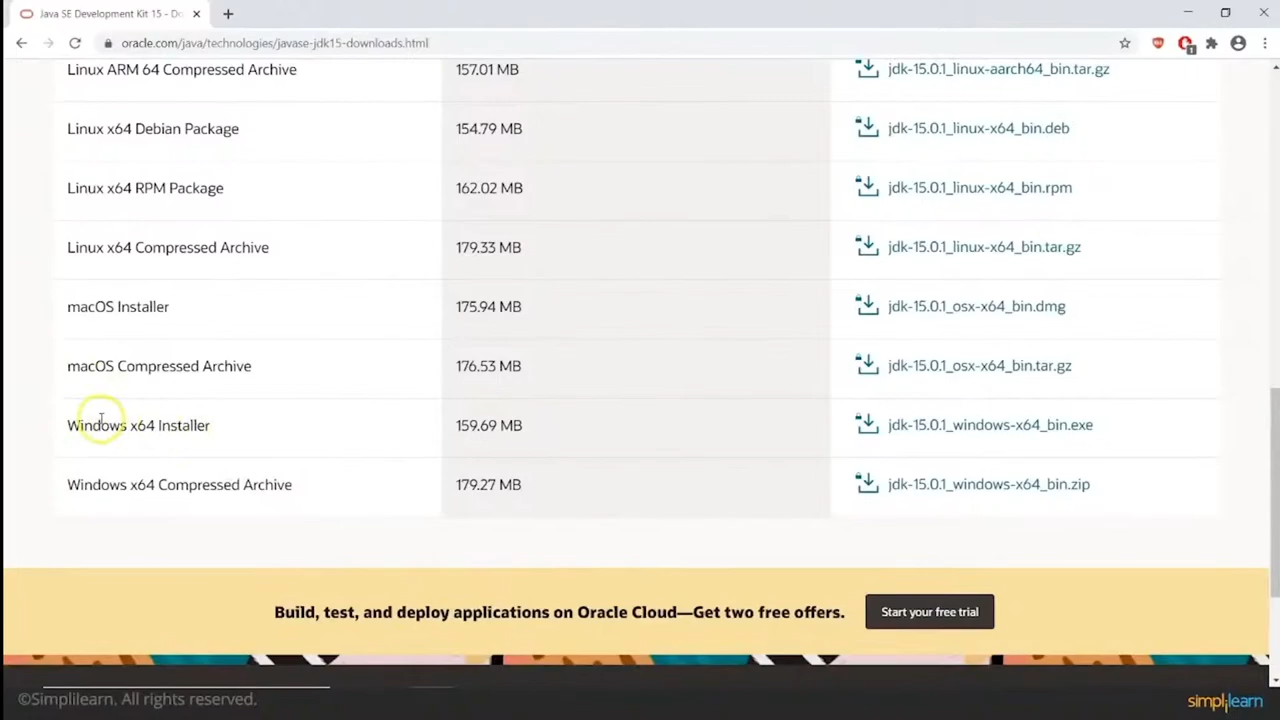 Java SE Development Kit 15 - Do
oracle.com/java/technologies/javase-jdk15-downloads.html
1
Linux ARM 64 Compressed Archive 157.01 MB jdk-15.0.1_linux-aarch64_bin.tar.gz
Linux x64 Debian Package 154.79 MB jdk-15.0.1_linux-x64_bin.deb
Linux x64 RPM Package 162.02 MB jdk-15.0.1_linux-x64_bin.rpm
Linux x64 Compressed Archive 179.33 MB jdk-15.0.1_linux-x64_bin.tar.gz
macOS Installer 175.94 MB jdk-15.0.1_osx-x64_bin.dmg
macOS Compressed Archive 176.53 MB jdk-15.0.1_osx-x64_bin.tar.gz
Windows x64 Installer 159.69 MB jdk-15.0.1_windows-x64_bin.exe
Windows x64 Compressed Archive 179.27 MB jdk-15.0.1_windows-x64_bin.zip
Build, test, and deploy applications on Oracle Cloud—Get two free offers. Start your free trial
©Simplilearn. All rights reserved. simplilearn